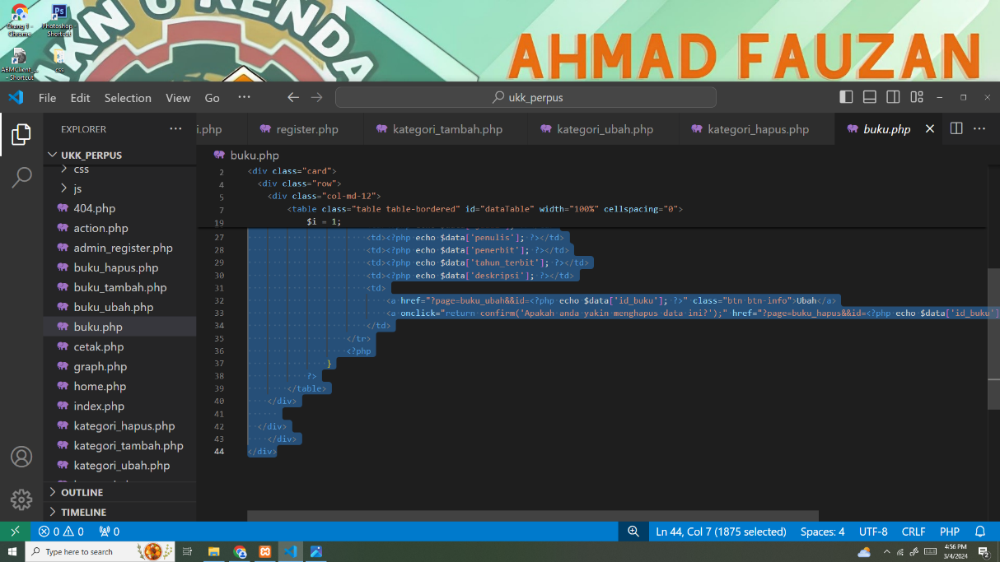 KN 6 RENDA
AHMAD FAUZAN
Orang 1 -
Chrome
Photoshop -
Shortcut
ABMClient_...
- Shortcut
css
File Edit Selection View Go ···
ukk_perpus
EXPLORER ···
i.php register.php kategori_tambah.php kategori_ubah.php kategori_hapus.php buku.php
UKK_PERPUS
css
js
404.php
action.php
admin_register.php
buku_hapus.php
buku_tambah.php
buku_ubah.php
buku.php
cetak.php
graph.php
home.php
index.php
kategori_hapus.php
kategori_tambah.php
kategori_ubah.php
OUTLINE
TIMELINE
buku.php
2 <div class="card">
4 <div class="row">
5 <div class="col-md-12">
7 <table class="table table-bordered" id="dataTable" width="100%" cellspacing="0">
19 $i = 1;
27 <td><?php echo $data['penulis']; ?></td>
28 <td><?php echo $data['penerbit']; ?></td>
29 <td><?php echo $data['tahun_terbit']; ?></td>
30 <td><?php echo $data['deskripsi']; ?></td>
31 <td>
32 <a href="?page=buku_ubah&&id=<?php echo $data['id_buku']; ?>" class="btn btn-info">Ubah</a>
33 <a onclick="return confirm('Apakah anda yakin menghapus data ini?');" href="?page=buku_hapus&&id=<?php echo $data['id_buku']
34 </td>
35 </tr>
36 <?php
37 }
38 ?>
39 </table>
40 </div>
41
42 </div>
43 </div>
44 </div>
0 0 0
Ln 44, Col 7 (1875 selected) Spaces: 4 UTF-8 CRLF PHP
Type here to search
4:56 PM
3/4/2024
2